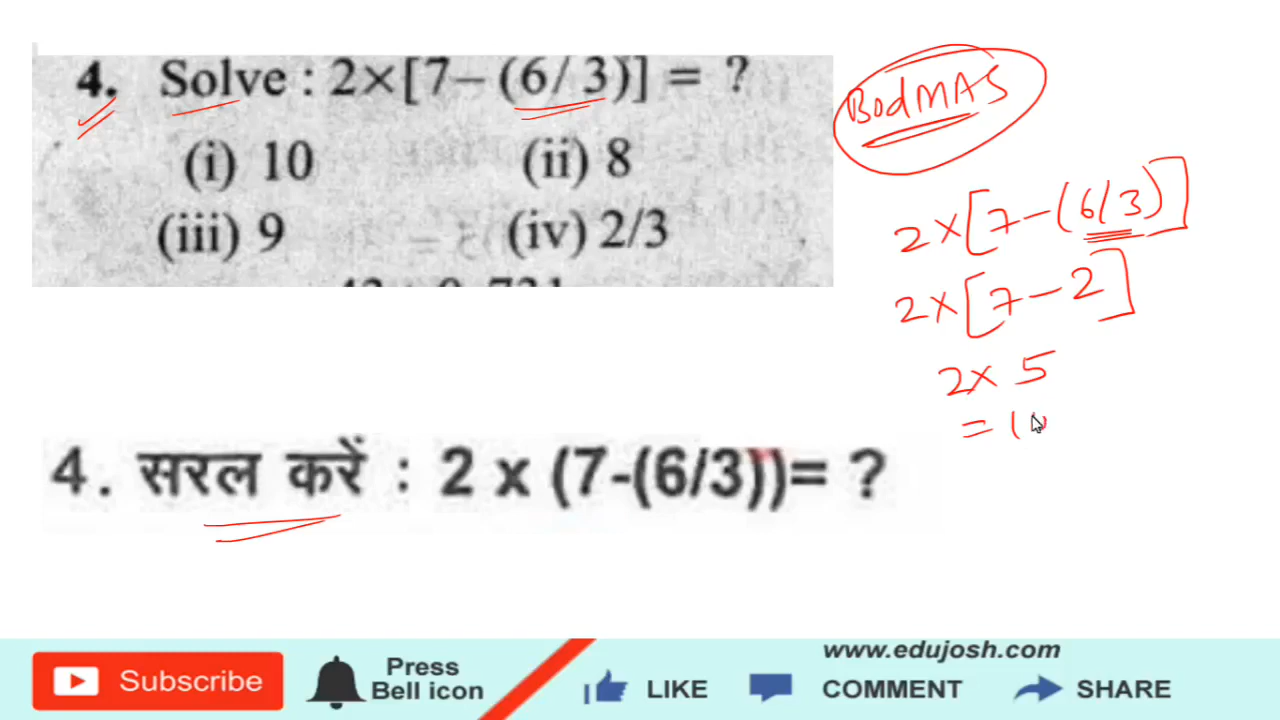 4. Solve : 2×[7–(6/3)] = ?
(i) 10 (ii) 8
(iii) 9 (iv) 2/3
BodMAS
2×[7-(6/3)]
2×[7-2]
2× 5
= 10
4. सरल करें : 2 x (7-(6/3))= ?
Subscribe
Press
Bell icon
LIKE
www.edujosh.com
COMMENT
SHARE